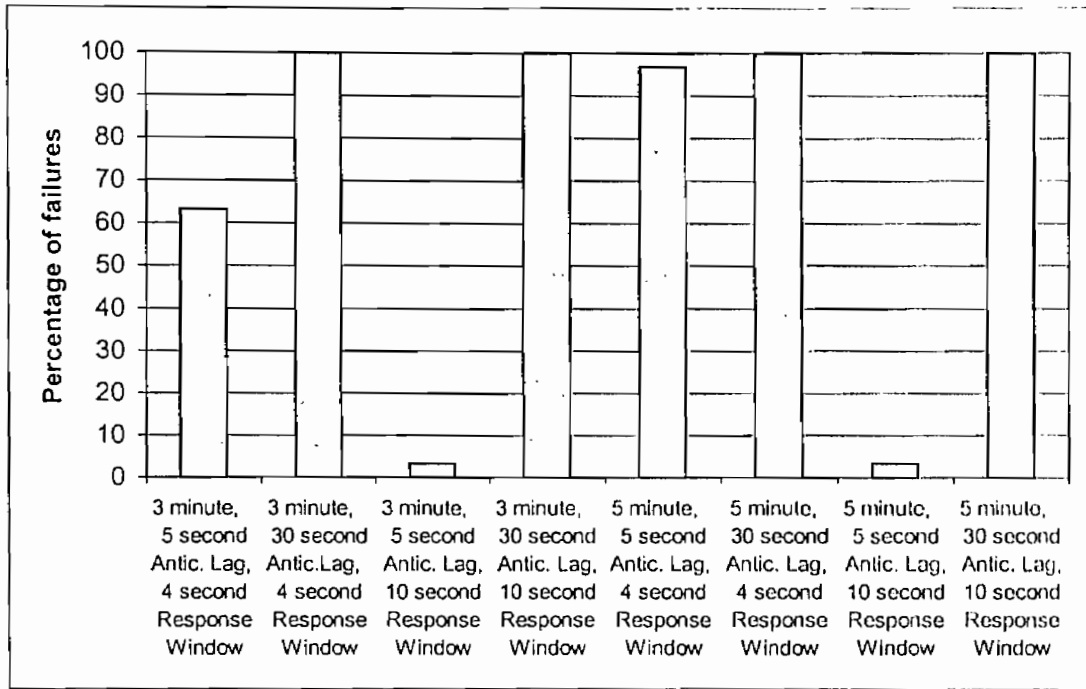 Percentage of failures
100
90
80
70
60
50
40
30
20
10
0
3 minute,
5 second
Antic. Lag,
4 second
Response
Window
3 minute,
30 second
Antic.Lag,
4 second
Response
Window
3 minute,
5 second
Antic. Lag,
10 second
Response
Window
3 minute,
30 second
Antic. Lag,
10 second
Response
Window
5 minute,
5 second
Antic. Lag,
4 second
Response
Window
5 minute,
30 second
Antic. Lag,
4 second
Response
Window
5 minute,
5 second
Antic. Lag,
10 second
Response
Window
5 minute,
30 second
Antic. Lag,
10 second
Response
Window